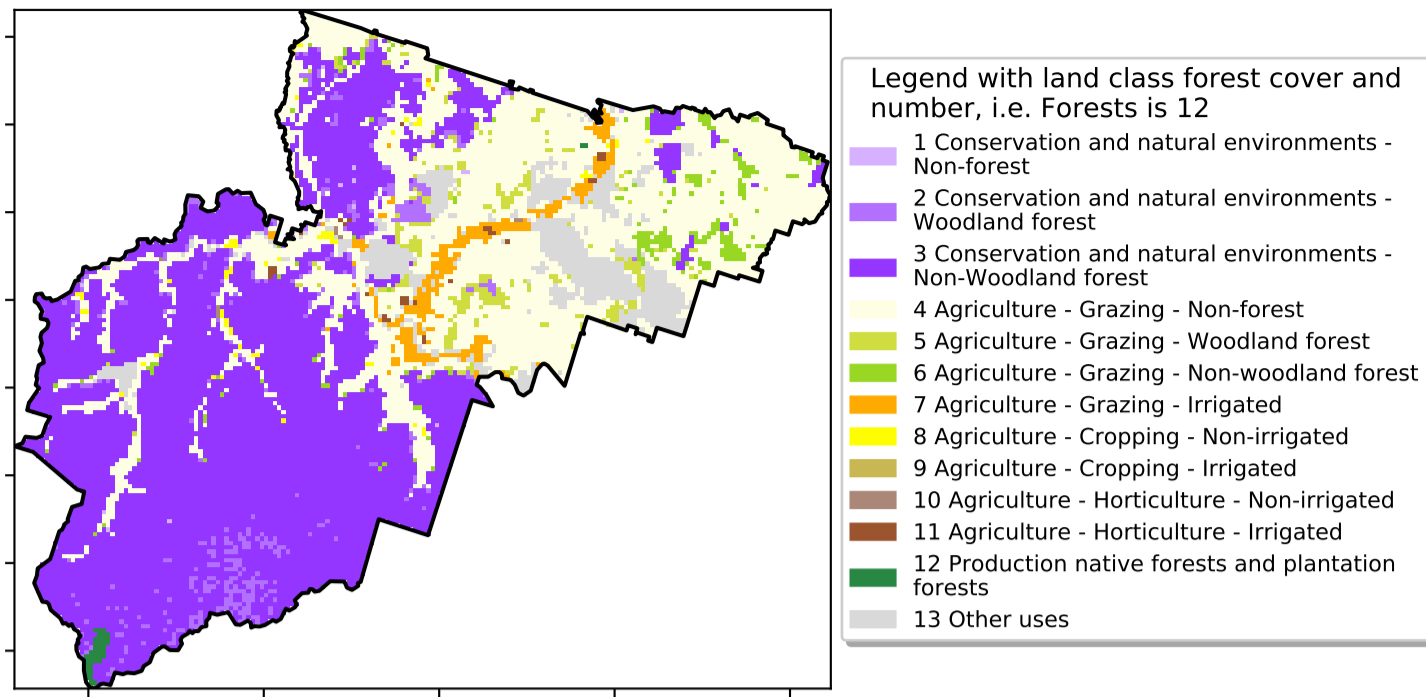 Legend with land class forest cover and
number, i.e. Forests is 12
1 Conservation and natural environments -
Non-forest
2 Conservation and natural environments -
Woodland forest
3 Conservation and natural environments -
Non-Woodland forest
4 Agriculture - Grazing - Non-forest
5 Agriculture - Grazing - Woodland forest
6 Agriculture - Grazing - Non-woodland forest
7 Agriculture - Grazing - Irrigated
8 Agriculture - Cropping - Non-irrigated
9 Agriculture - Cropping - Irrigated
10 Agriculture - Horticulture - Non-irrigated
11 Agriculture - Horticulture - Irrigated
12 Production native forests and plantation
forests
13 Other uses